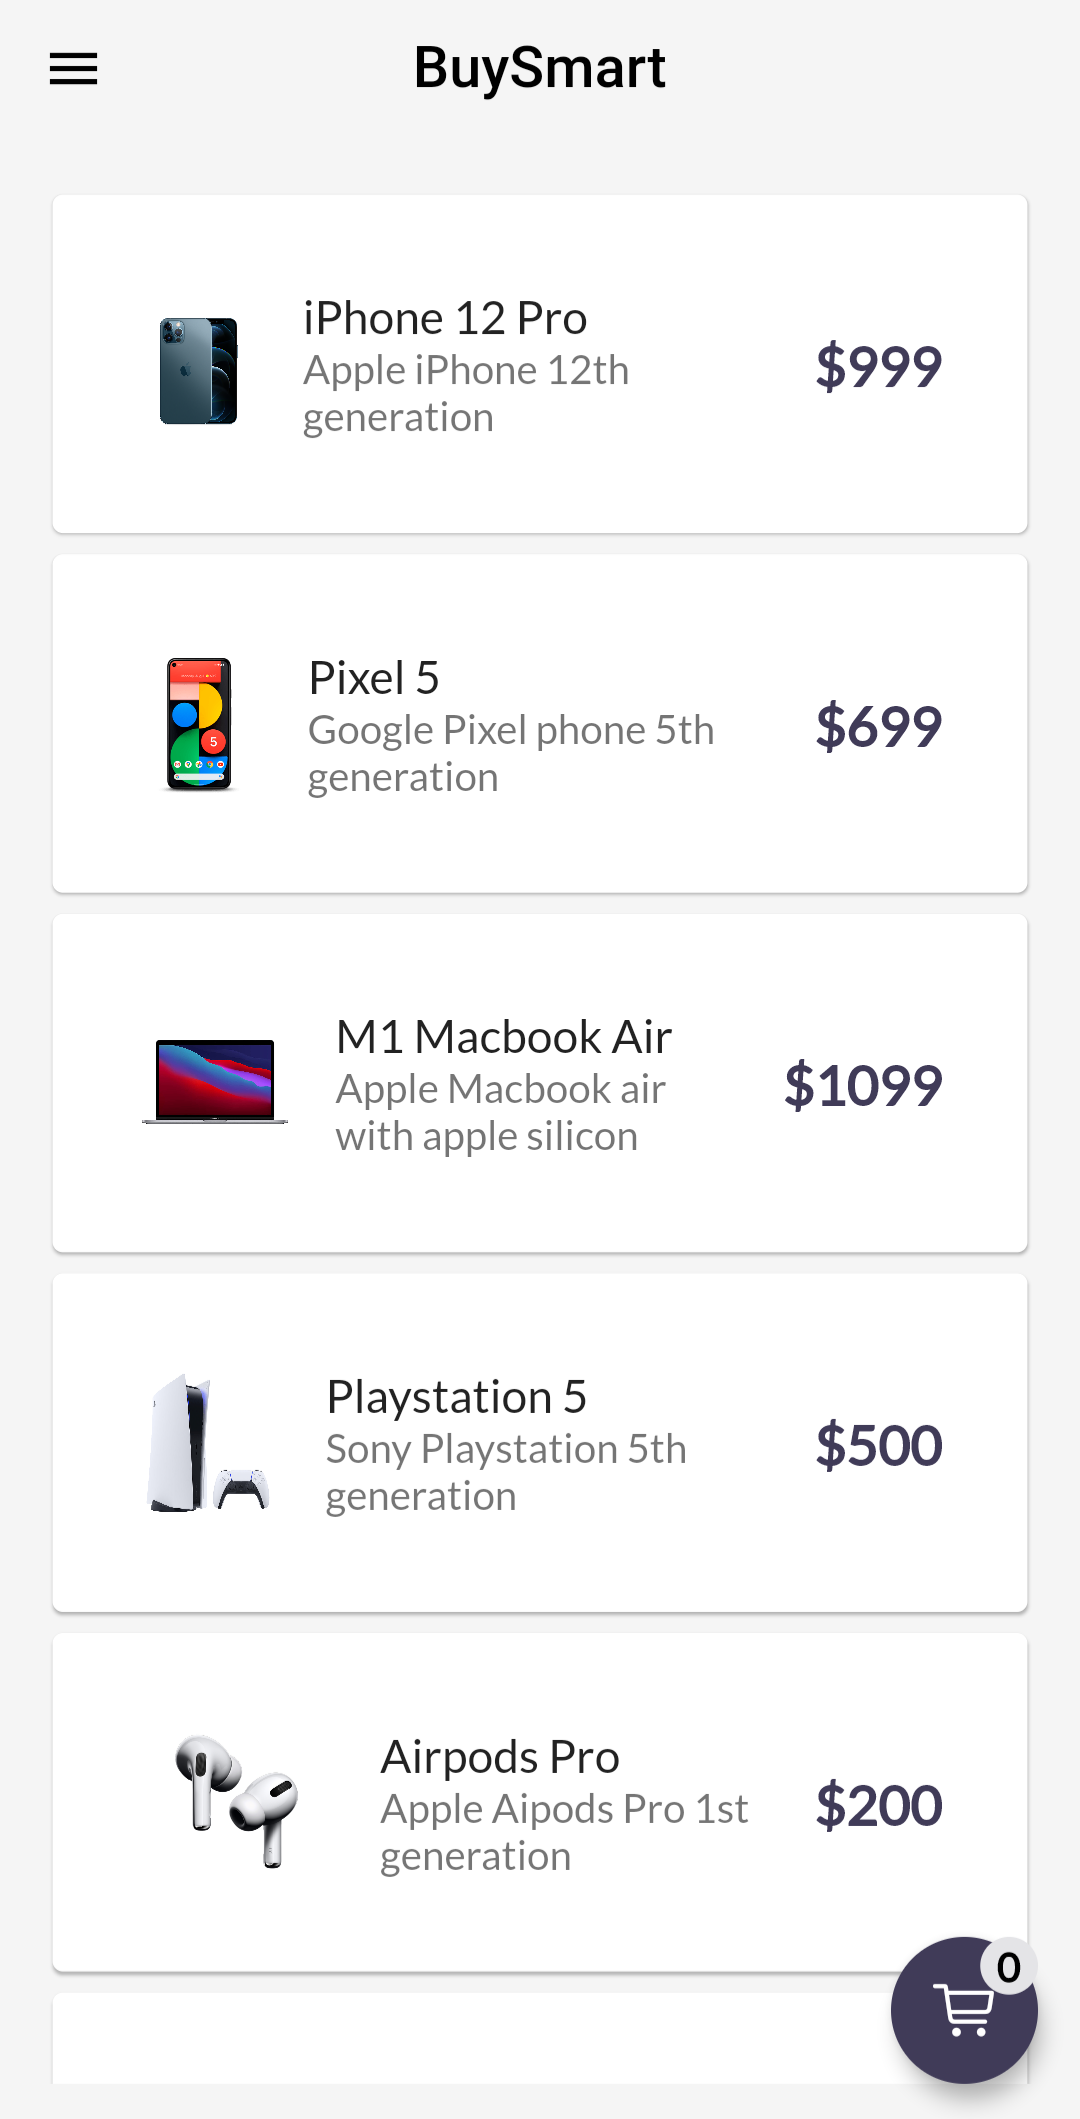 BuySmart
iPhone 12 Pro
Apple iPhone 12th
generation
$999
Pixel 5
Google Pixel phone 5th
generation
$699
M1 Macbook Air
Apple Macbook air
with apple silicon
$1099
Playstation 5
Sony Playstation 5th
generation
$500
Airpods Pro
Apple Aipods Pro 1st
generation
$200
0